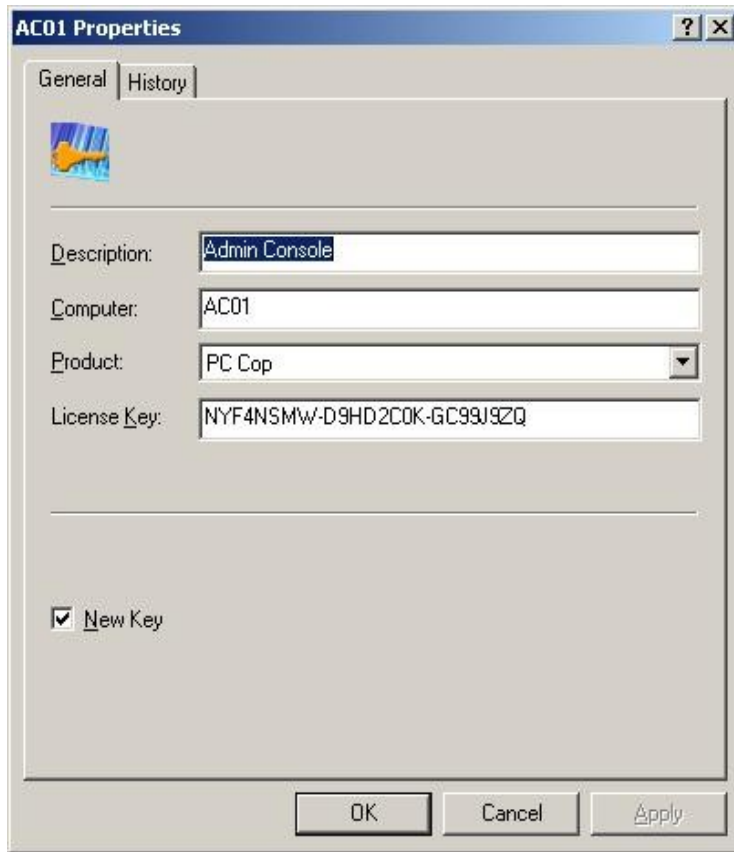 AC01 Properties
General History
Description: Admin Console
Computer: AC01
Product: PC Cop
License Key: NYF4NSMW-D9HD2C0K-GC99J9ZQ
New Key
OK Cancel Apply